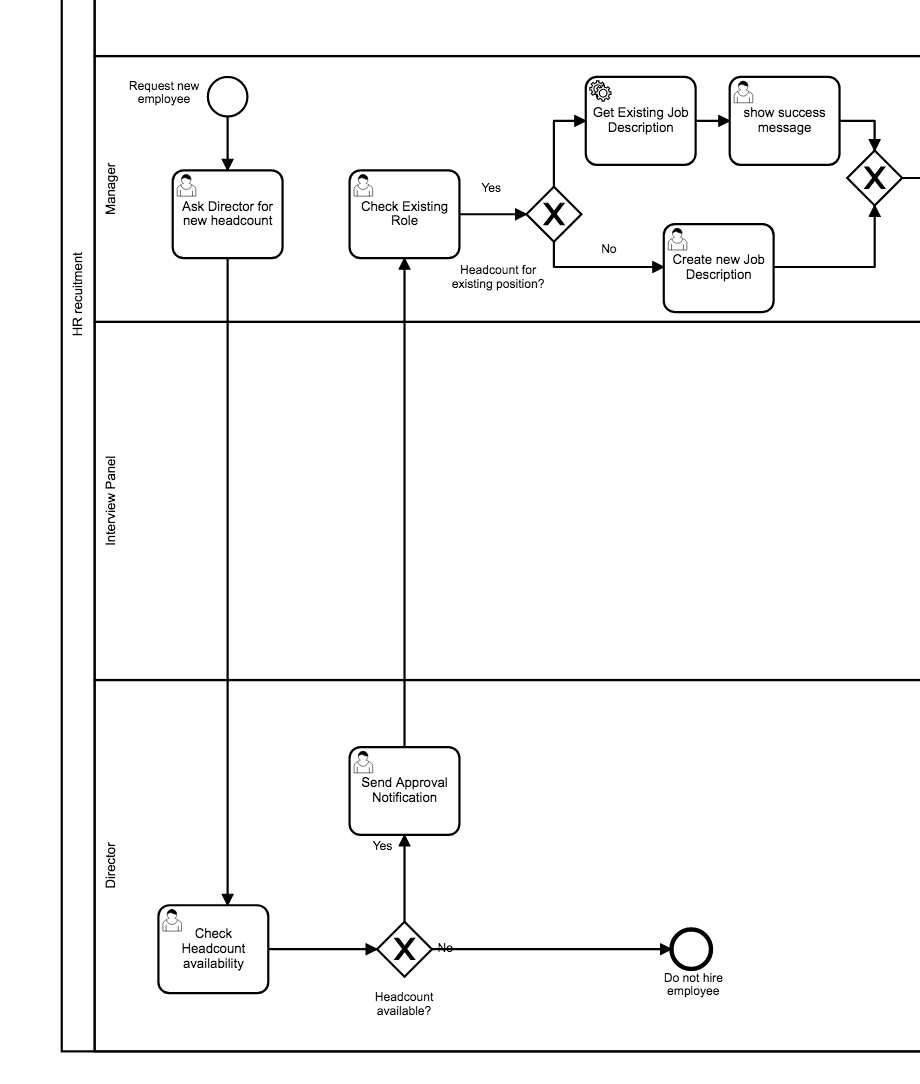 HR recuitment
Manager
Request new
employee
Ask Director for
new headcount
Check Existing
Role
Yes
Headcount for
existing position?
No
Get Existing Job
Description
show success
message
Create new Job
Description
X
X
Interview Panel
Director
Send Approval
Notification
Yes
Check
Headcount
availability
X
No
Headcount
available?
Do not hire
employee